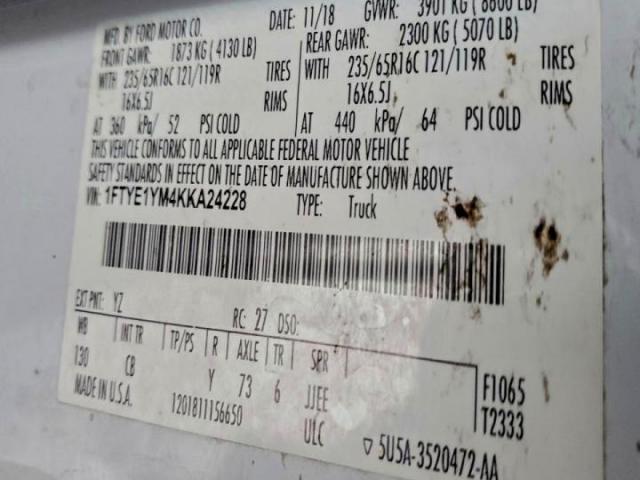 MFD. BY FORD MOTOR CO.
DATE: 11/18 GVWR: 3901 KG ( 8600 LB)
FRONT GAWR: 1873 KG ( 4130 LB)
REAR GAWR: 2300 KG ( 5070 LB)
WITH 235/65R16C 121/119R TIRES
WITH 235/65R16C 121/119R TIRES
16X6.5J RIMS
16X6.5J RIMS
AT 360 kPa/ 52 PSI COLD
AT 440 kPa/ 64 PSI COLD
THIS VEHICLE CONFORMS TO ALL APPLICABLE FEDERAL MOTOR VEHICLE
SAFETY STANDARDS IN EFFECT ON THE DATE OF MANUFACTURE SHOWN ABOVE.
VIN: 1FTYE1YM4KKA24228 TYPE: Truck
EXT PNT: YZ RC: 27 DSO:
WB INT TR TP/PS R AXLE TR SPR
130 CB Y 73 6 JJEE F1065
MADE IN U.S.A. 1201811156650 ULC T2333
▽ 5U5A-3520472-AA